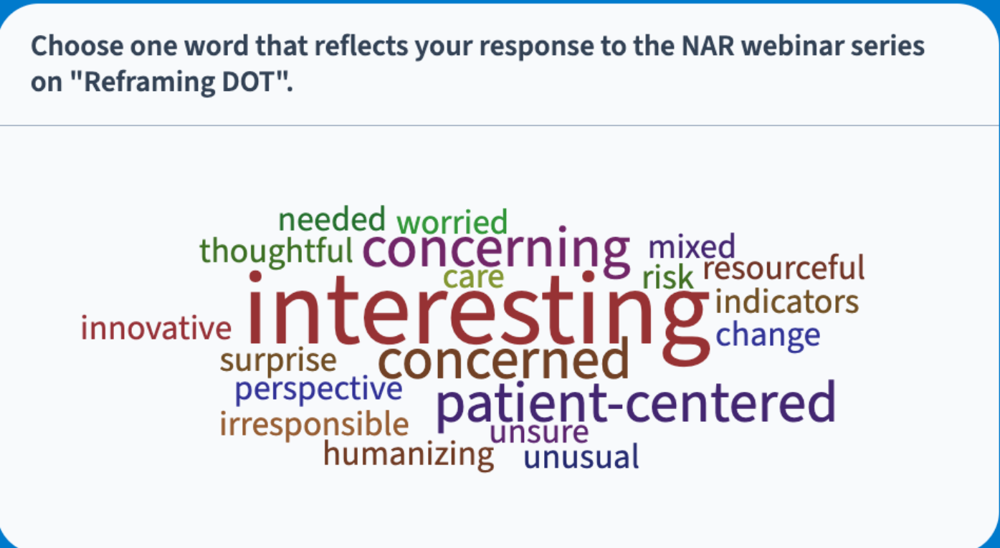 Choose one word that reflects your response to the NAR webinar series
on "Reframing DOT".
needed worried
thoughtful concerning mixed
care risk resourceful
interesting indicators
innovative change
surprise concerned
perspective patient-centered
irresponsible unsure
humanizing unusual